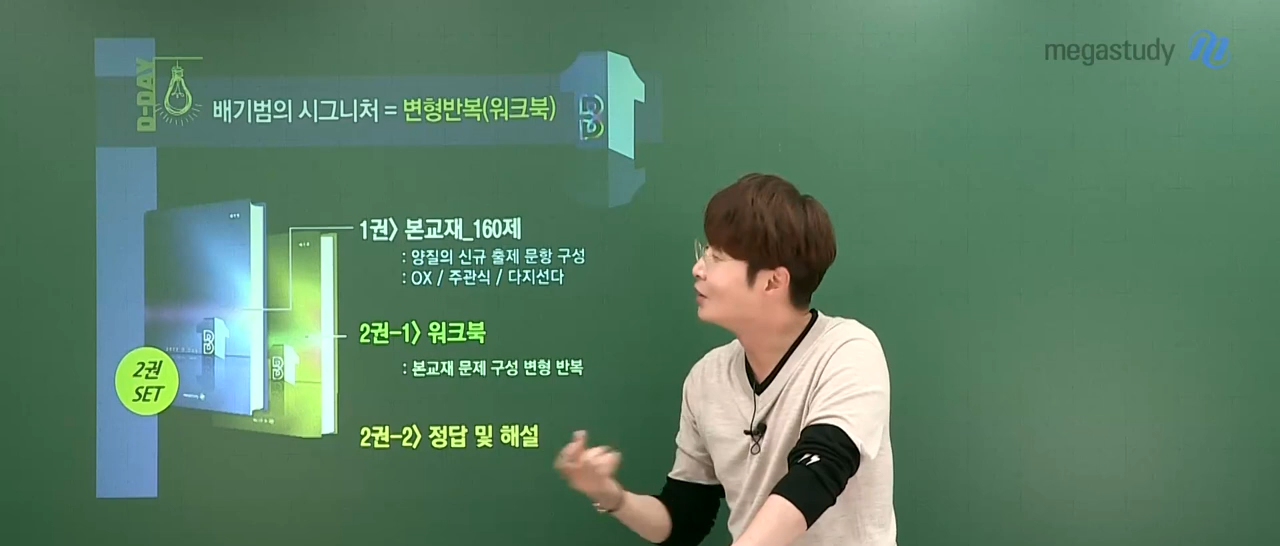 megastudy
D-DAY
배기범의 시그니처 = 변형반복(워크북)
1권> 본교재_160제
: 양질의 신규 출제 문항 구성
: OX / 주관식 / 다지선다
2권-1> 워크북
: 본교재 문제 구성 변형 반복
2권
SET
2권-2> 정답 및 해설